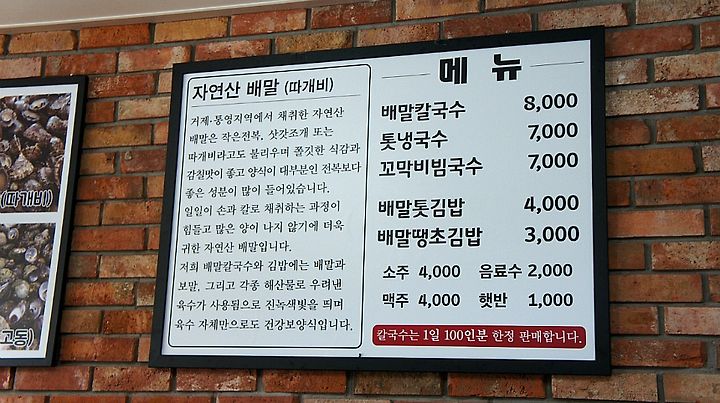 자연산 배말 (따개비)
거제·통영지역에서 채취한 자연산
배말은 작은전복, 삿갓조개 또는
따개비라고도 불리우며 쫄깃한 식감과
감칠맛이 좋고 양식이 대부분인 전복보다
좋은 성분이 많이 들어있습니다.
일일이 손과 칼로 채취하는 과정이
힘들고 많은 양이 나지 않기에 더욱
귀한 자연산 배말입니다.
저희 배말칼국수와 김밥에는 배말과
보말, 그리고 각종 해산물로 우려낸
육수가 사용됨으로 진녹색빛을 띄며
육수 자체만으로도 건강보양식입니다.
메 뉴
배말칼국수 8,000
톳냉국수 7,000
꼬막비빔국수 7,000
배말톳김밥 4,000
배말땡초김밥 3,000
소주 4,000 음료수 2,000
맥주 4,000 햇반 1,000
칼국수는 1일 100인분 한정 판매합니다.
(따개비)
고동)